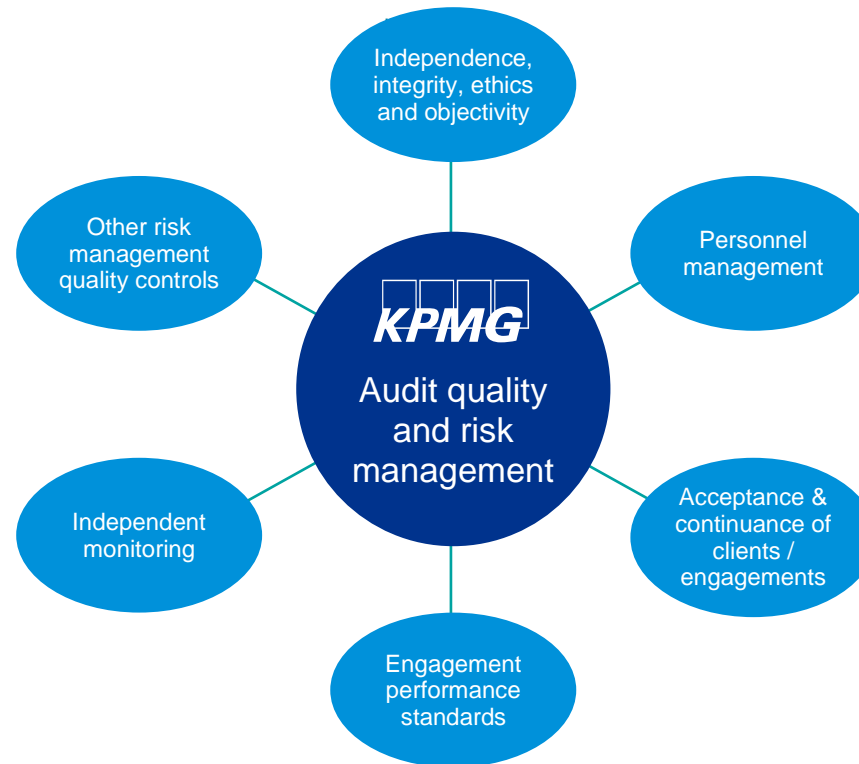 Independence,
integrity, ethics
and objectivity
Other risk
management
quality controls
Personnel
management
KPMG
Audit quality
and risk
management
Independent
monitoring
Acceptance &
continuance of
clients /
engagements
Engagement
performance
standards